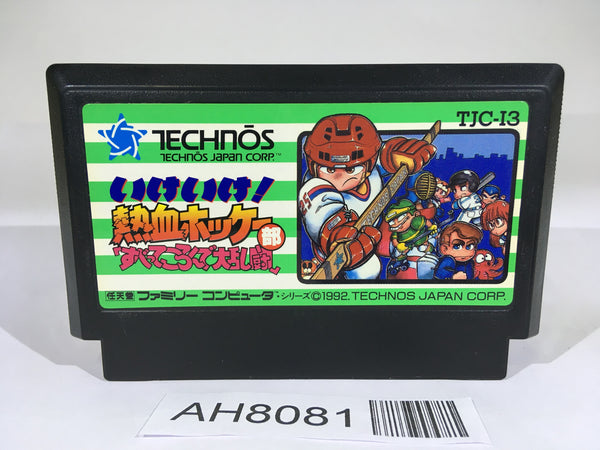 TECHNŌS
TECHNŌS JAPAN CORP.™
TJC-13
いけいけ!
熱血ホッケー部
すべってころんで大乱闘
任天堂 ファミリー コンピュータ・シリーズ©1992. TECHNOS JAPAN CORP.
AH8081